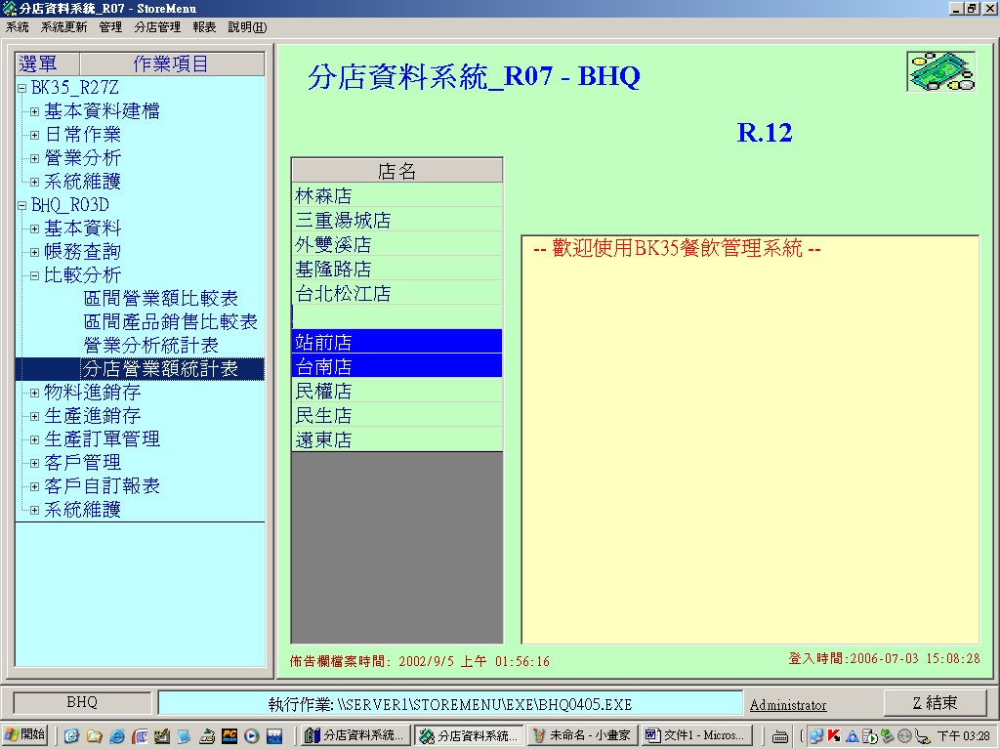 分店資料系統_R07 - StoreMenu
系統 系統更新 管理 分店管理 報表 說明(H)
選單 作業項目
BK35_R27Z
基本資料建檔
日常作業
營業分析
系統維護
BHQ_R03D
基本資料
帳務查詢
比較分析
區間營業額比較表
區間產品銷售比較表
營業分析統計表
分店營業額統計表
物料進銷存
生產進銷存
生產訂單管理
客戶管理
客戶自訂報表
系統維護
分店資料系統_R07 - BHQ
R.12
店名
林森店
三重湯城店
外雙溪店
基隆路店
台北松江店
站前店
台南店
民權店
民生店
遠東店
-- 歡迎使用BK35餐飲管理系統 --
佈告欄檔案時間: 2002/9/5 上午 01:56:16
登入時間:2006-07-03 15:08:28
BHQ
執行作業: \\SERVER1\STOREMENU\EXE\BHQ0405.EXE
Administrator
Z 結束
開始
分店資料系統...
分店資料系統...
未命名 - 小畫家
文件1 - Micros...
下午 03:28